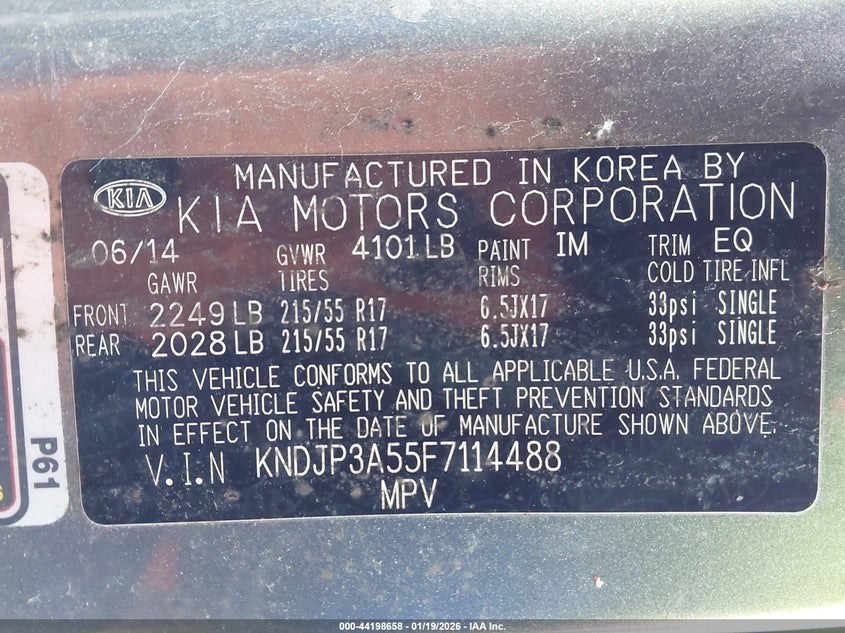 MANUFACTURED IN KOREA BY
KIA KIA MOTORS CORPORATION
06/14 GVWR 4101 LB PAINT IM TRIM EQ
GAWR TIRES RIMS COLD TIRE INFL
FRONT 2249 LB 215/55 R17 6.5JX17 33psi SINGLE
REAR 2028 LB 215/55 R17 6.5JX17 33psi SINGLE
THIS VEHICLE CONFORMS TO ALL APPLICABLE U.S.A. FEDERAL
MOTOR VEHICLE SAFETY AND THEFT PREVENTION STANDARDS
IN EFFECT ON THE DATE OF MANUFACTURE SHOWN ABOVE.
V.I.N KNDJP3A55F7114488
MPV
P61
000-44198658 - 01/19/2026 - IAA Inc.